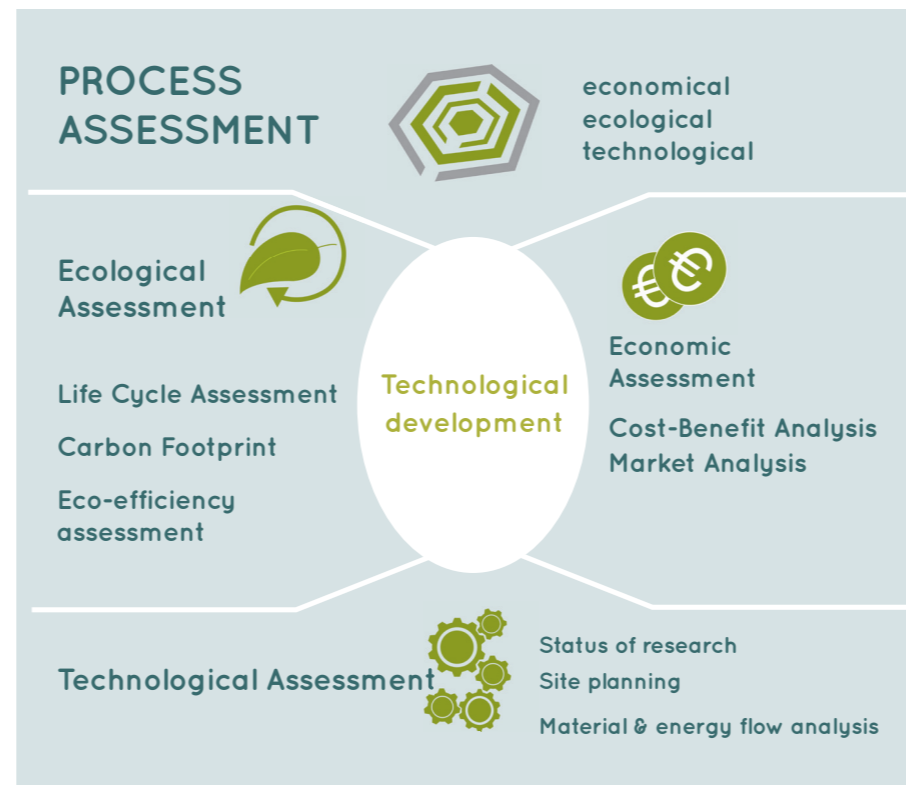 PROCESS
ASSESSMENT
economical
ecological
technological
Ecological
Assessment
Life Cycle Assessment
Carbon Footprint
Eco-efficiency
assessment
Technological
development
€
€
Economic
Assessment
Cost-Benefit Analysis
Market Analysis
Technological Assessment
Status of research
Site planning
Material & energy flow analysis